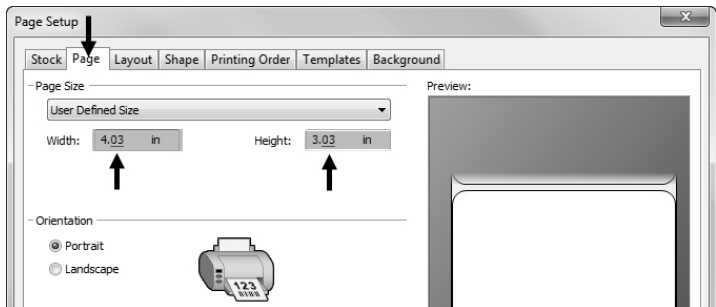 Page Setup
Stock Page Layout Shape Printing Order Templates Background
Page Size
User Defined Size
Width: 4.03 in Height: 3.03 in
Orientation
Portrait
Landscape
123
Preview: